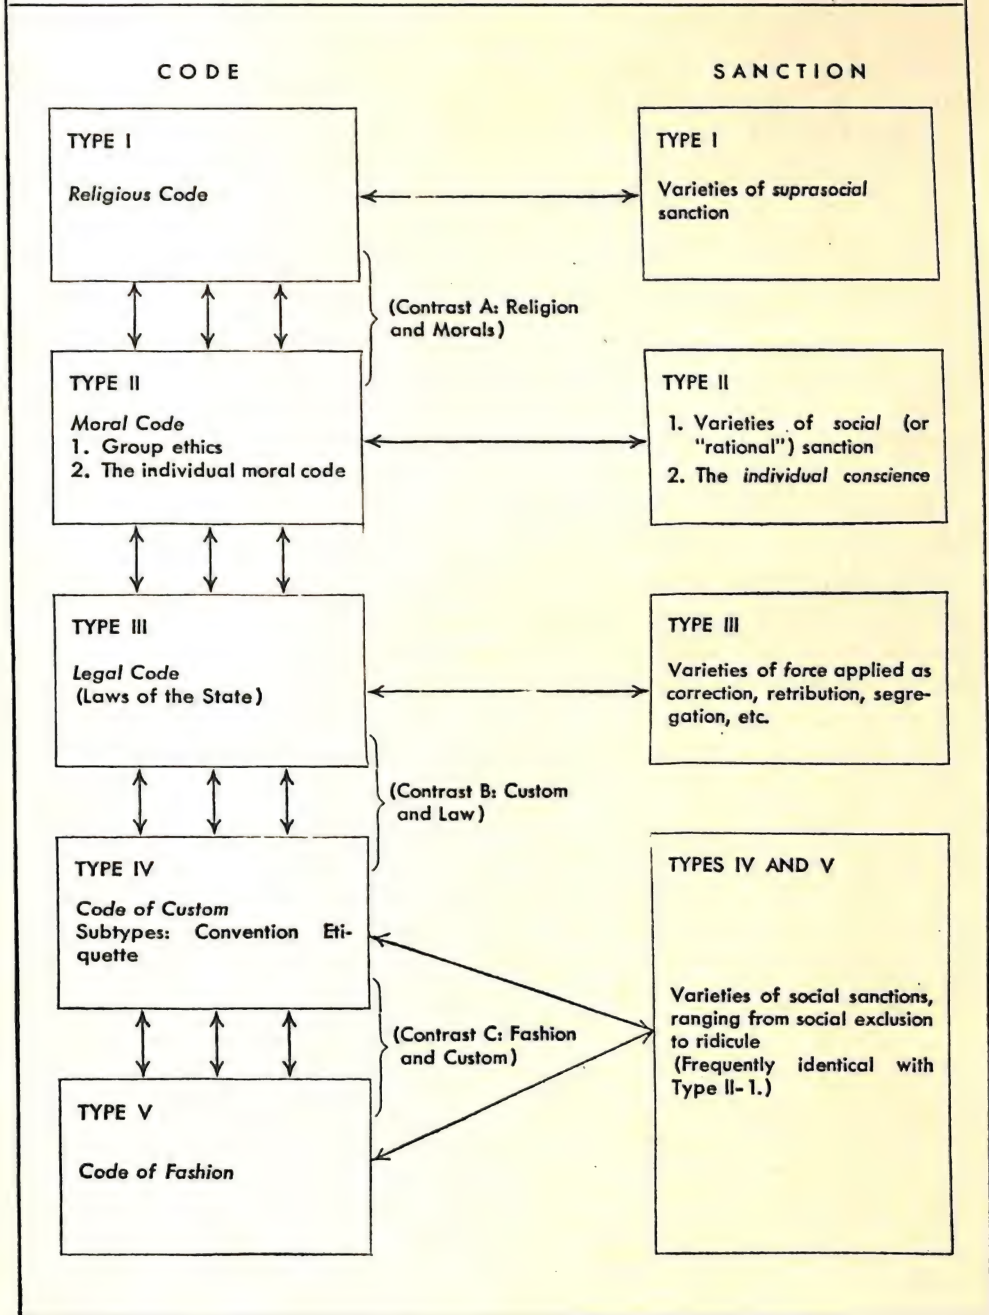 CODE
SANCTION
TYPE I
Religious Code
TYPE I
Varieties of suprasocial
sanction
(Contrast A: Religion
and Morals)
TYPE II
Moral Code
1. Group ethics
2. The individual moral code
TYPE II
1. Varieties of social (or
"rational") sanction
2. The individual conscience
TYPE III
Legal Code
(Laws of the State)
TYPE III
Varieties of force applied as
correction, retribution, segre-
gation, etc.
(Contrast B: Custom
and Law)
TYPE IV
Code of Custom
Subtypes: Convention Eti-
quette
TYPES IV AND V
Varieties of social sanctions,
ranging from social exclusion
to ridicule
(Frequently identical with
Type II-1.)
(Contrast C: Fashion
and Custom)
TYPE V
Code of Fashion